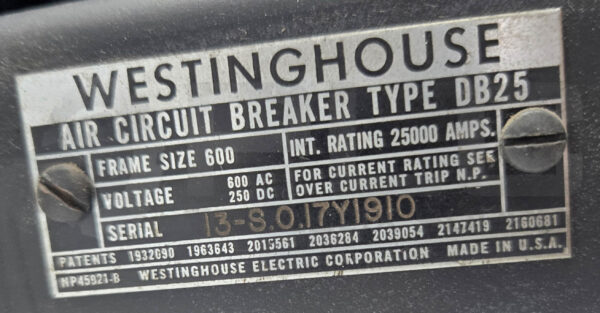 WESTINGHOUSE
AIR CIRCUIT BREAKER TYPE DB25
FRAME SIZE 600
INT. RATING 25000 AMPS.
VOLTAGE
600 AC
250 DC
FOR CURRENT RATING SEE
OVER CURRENT TRIP N.P.
SERIAL 13-S.O.17Y1910
PATENTS 1932090 1963643 2015561 2036284 2039054 2147419 2160681
NP45921-B WESTINGHOUSE ELECTRIC CORPORATION MADE IN U.S.A.